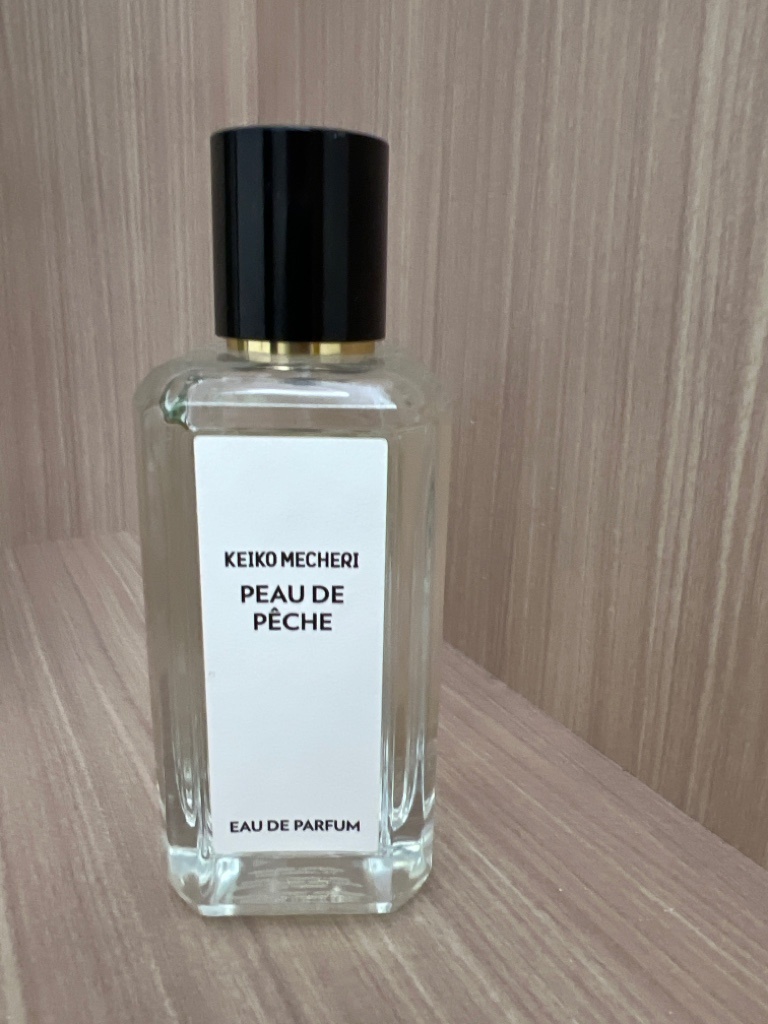 KEIKO MECHERI
PEAU DE
PÊCHE
EAU DE PARFUM